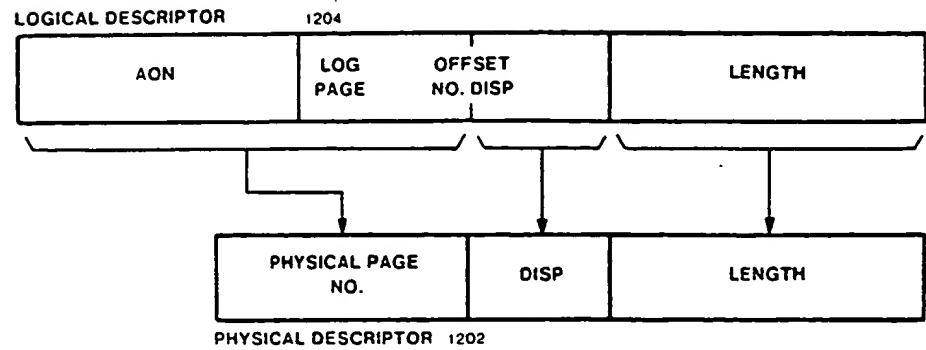 LOGICAL DESCRIPTOR 1204
AON
LOG OFFSET
PAGE NO. DISP
LENGTH
PHYSICAL PAGE
NO.
DISP
LENGTH
PHYSICAL DESCRIPTOR 1202